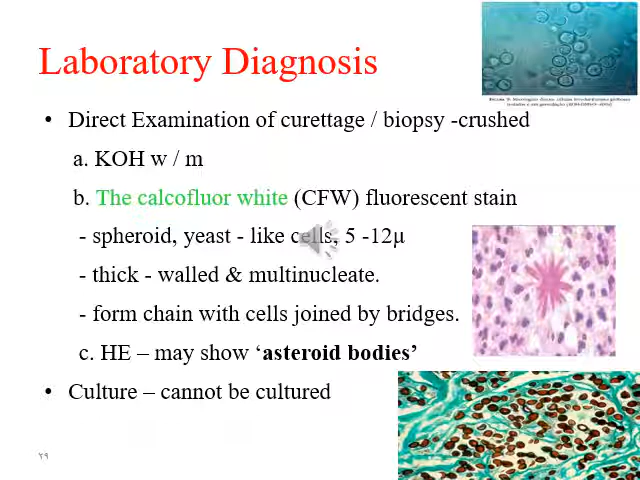 Laboratory Diagnosis
• Direct Examination of curettage / biopsy -crushed
a. KOH w / m
b. The calcofluor white (CFW) fluorescent stain
- spheroid, yeast - like cells, 5 -12μ
- thick - walled & multinucleate.
- form chain with cells joined by bridges.
c. HE – may show ‘asteroid bodies’
• Culture – cannot be cultured
٢٩